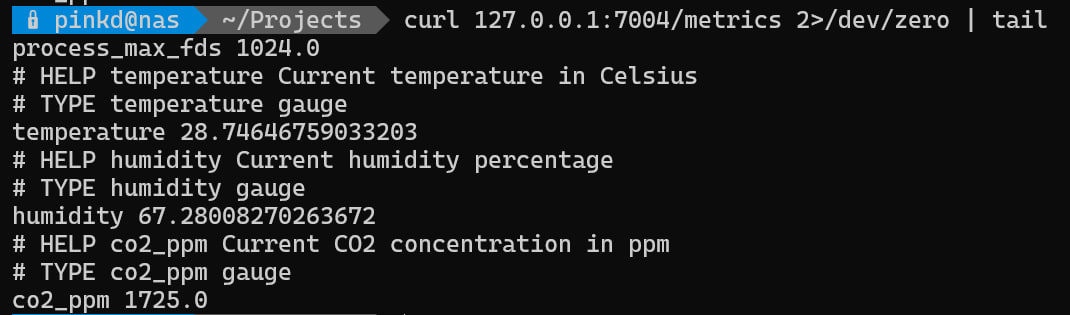 pinkd@nas ~/Projects curl 127.0.0.1:7004/metrics 2>/dev/zero | tail
process_max_fds 1024.0
# HELP temperature Current temperature in Celsius
# TYPE temperature gauge
temperature 28.74646759033203
# HELP humidity Current humidity percentage
# TYPE humidity gauge
humidity 67.28008270263672
# HELP co2_ppm Current CO2 concentration in ppm
# TYPE co2_ppm gauge
co2_ppm 1725.0